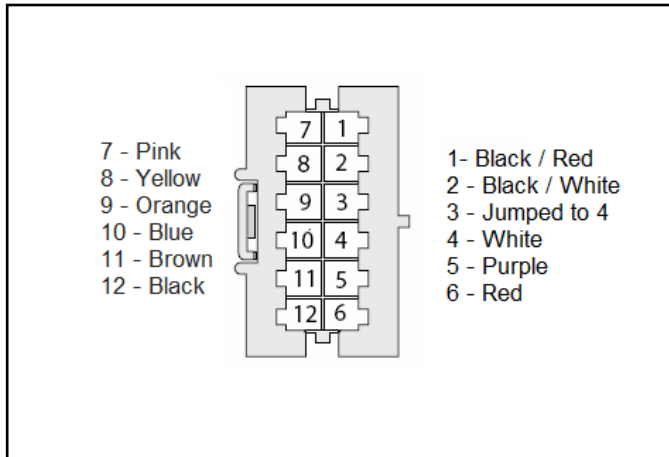 7 - Pink
8 - Yellow
9 - Orange
10 - Blue
11 - Brown
12 - Black
7 1
8 2
9 3
10 4
11 5
12 6
1- Black / Red
2 - Black / White
3 - Jumped to 4
4 - White
5 - Purple
6 - Red